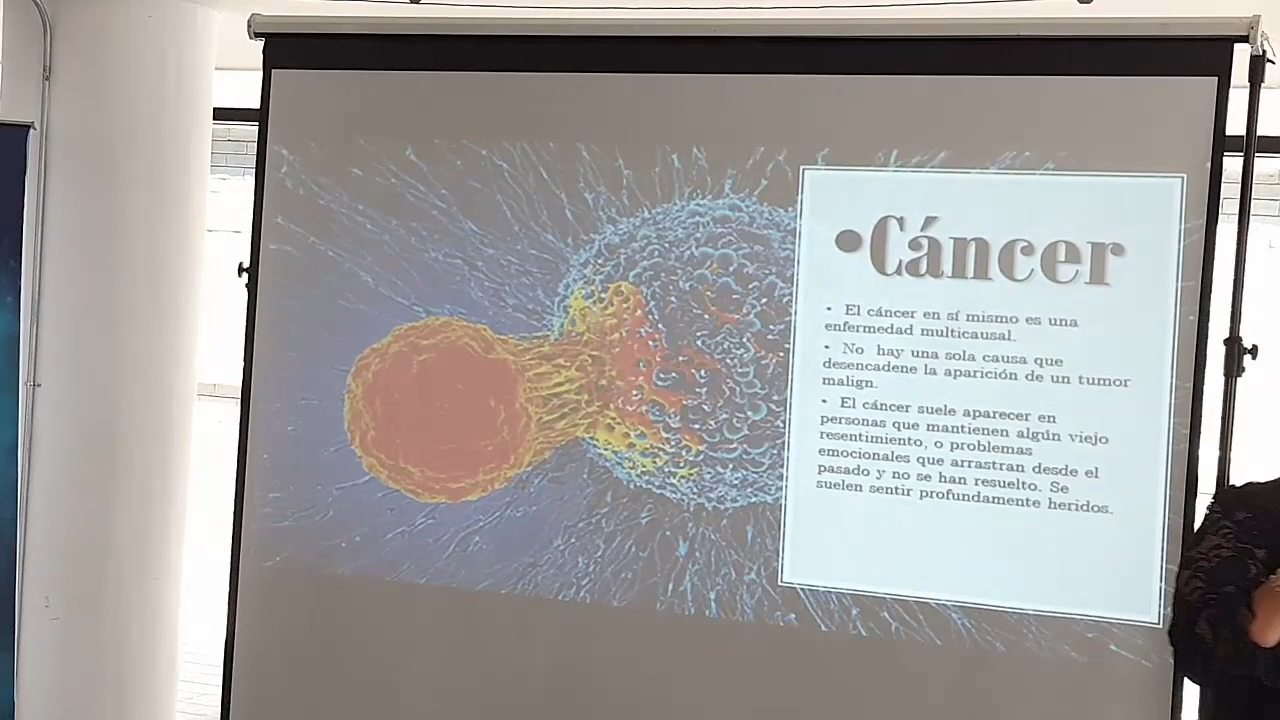 •Cáncer
• El cáncer en sí mismo es una
enfermedad multicausal.
• No hay una sola causa que
desencadene la aparición de un tumor
malign.
• El cáncer suele aparecer en
personas que mantienen algún viejo
resentimiento, o problemas
emocionales que arrastran desde el
pasado y no se han resuelto. Se
suelen sentir profundamente heridos.